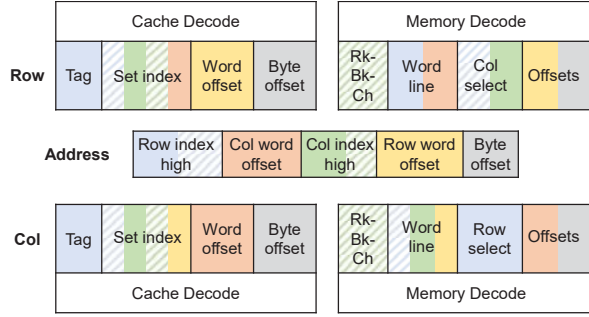 Cache Decode
Memory Decode
Row
Tag
Set index
Word
offset
Byte
offset
Rk-
Bk-
Ch
Word
line
Col
select
Offsets
Address
Row index
high
Col word
offset
Col index
high
Row word
offset
Byte
offset
Col
Tag
Set index
Word
offset
Byte
offset
Rk-
Bk-
Ch
Word
line
Row
select
Offsets
Cache Decode
Memory Decode